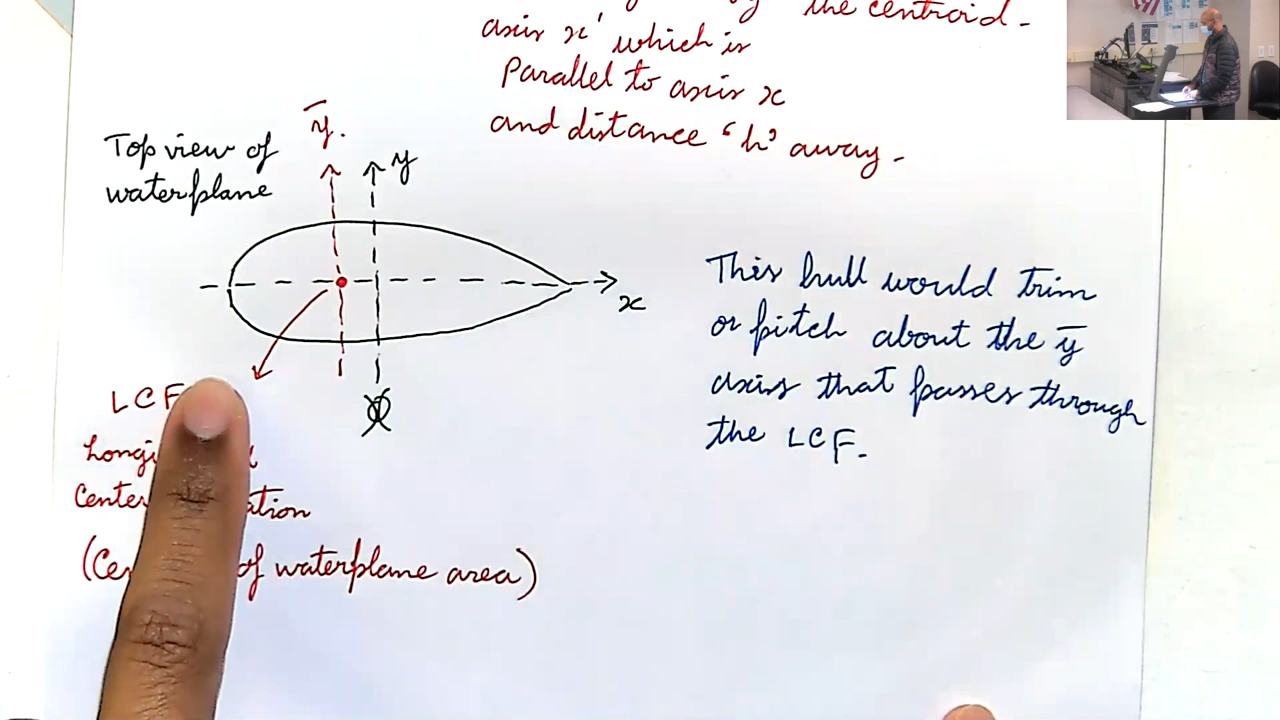 the centroid.
axis x' which is
parallel to axis x
and distance 'h' away.
ȳ.
y
Top view of
waterplane
x
LCF
This hull would trim
or pitch about the ȳ
axis that passes through
the LCF.
of waterplane area)